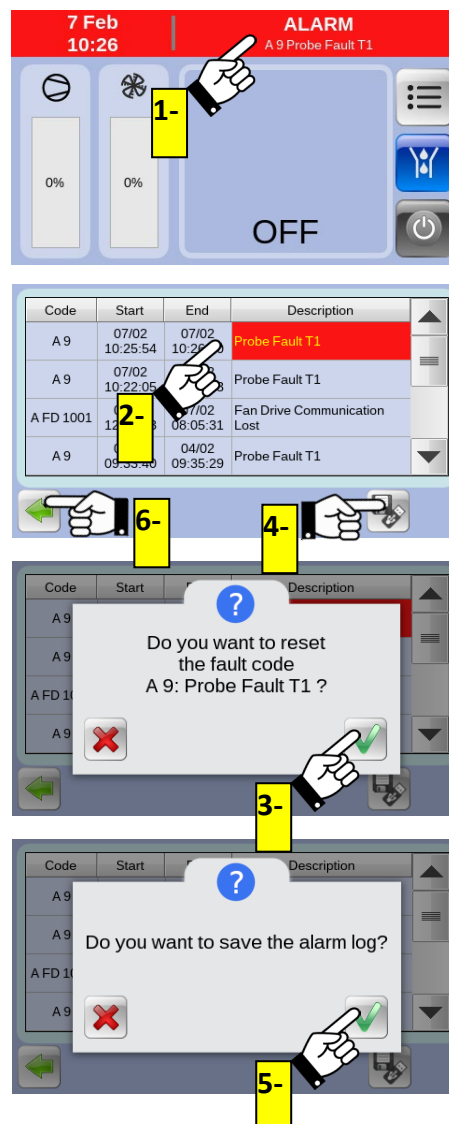 7 Feb
10:26
ALARM
A 9 Probe Fault T1
1-
0%
0%
OFF
Code Start End Description
A 9 07/02 10:25:54 07/02 Probe Fault T1
A 9 07/02 10:22:05 Probe Fault T1
2-
A FD 1001 07/02 08:05:31 Fan Drive Communication Lost
A 9 04/02 09:35:29 Probe Fault T1
6-
4-
Code Start Description
A 9
A 9
A FD
A 9
Do you want to reset
the fault code
A 9: Probe Fault T1 ?
3-
Code Start Description
A 9
A 9
A FD
A 9
Do you want to save the alarm log?
5-